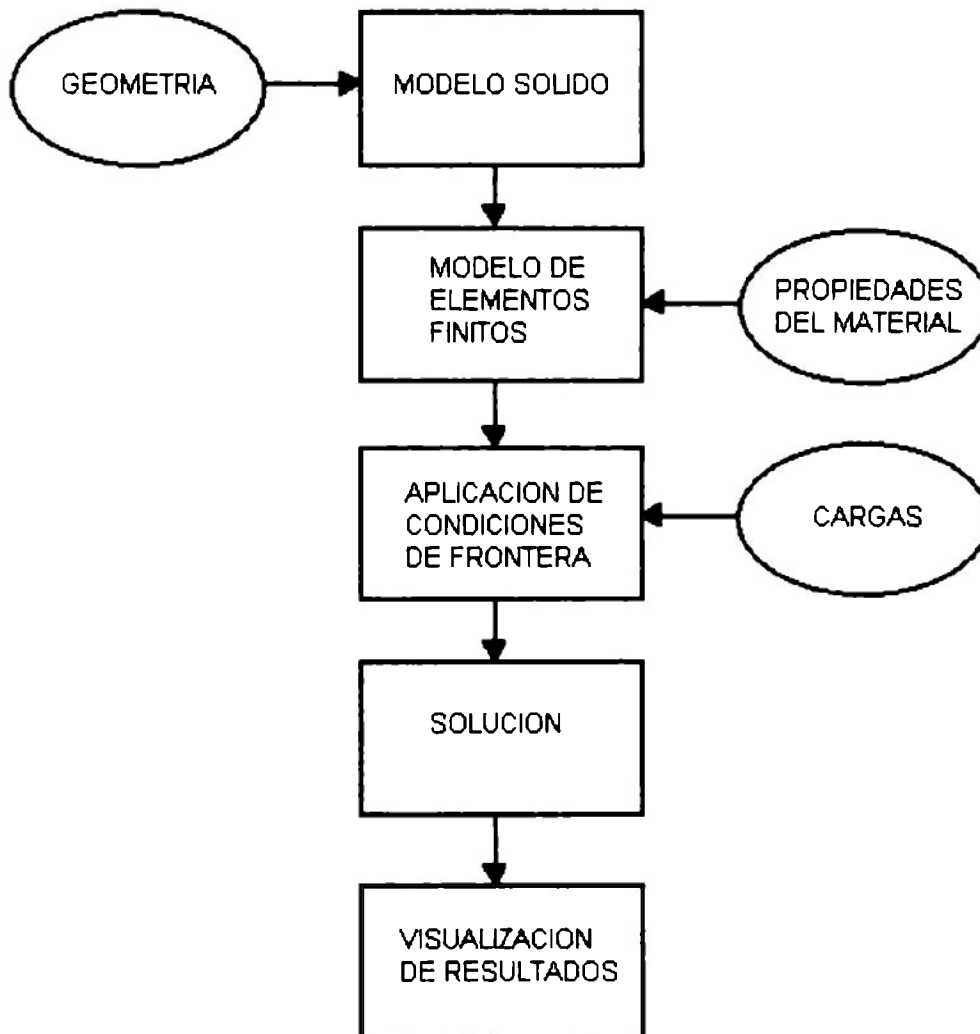 GEOMETRIA
MODELO SOLIDO
MODELO DE
ELEMENTOS
FINITOS
PROPIEDADES
DEL MATERIAL
APLICACION DE
CONDICIONES
DE FRONTERA
CARGAS
SOLUCION
VISUALIZACION
DE RESULTADOS